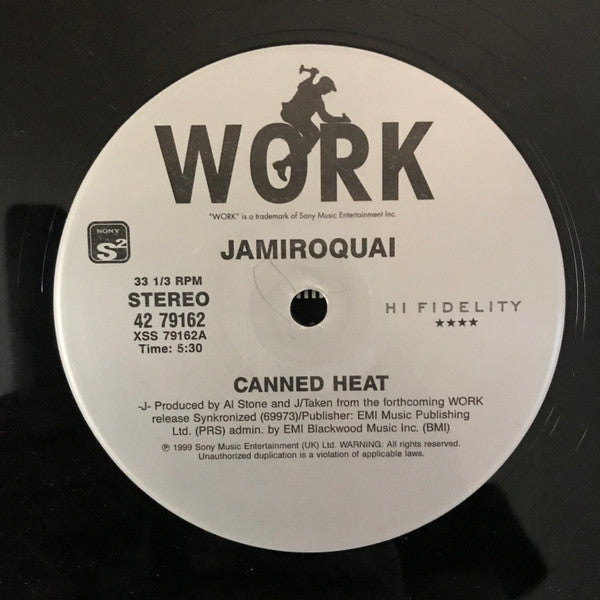 WORK
"WORK" is a trademark of Sony Music Entertainment Inc.
SONY
S2
JAMIROQUAI
33 1/3 RPM
STEREO
42 79162
XSS 79162A
Time: 5:30
HI FIDELITY
★★★★
CANNED HEAT
-J- Produced by Al Stone and J/Taken from the forthcoming WORK
release Synkronized (69973)/Publisher: EMI Music Publishing
Ltd. (PRS) admin. by EMI Blackwood Music Inc. (BMI)
℗ 1999 Sony Music Entertainment (UK) Ltd. WARNING: All rights reserved.
Unauthorized duplication is a violation of applicable laws.